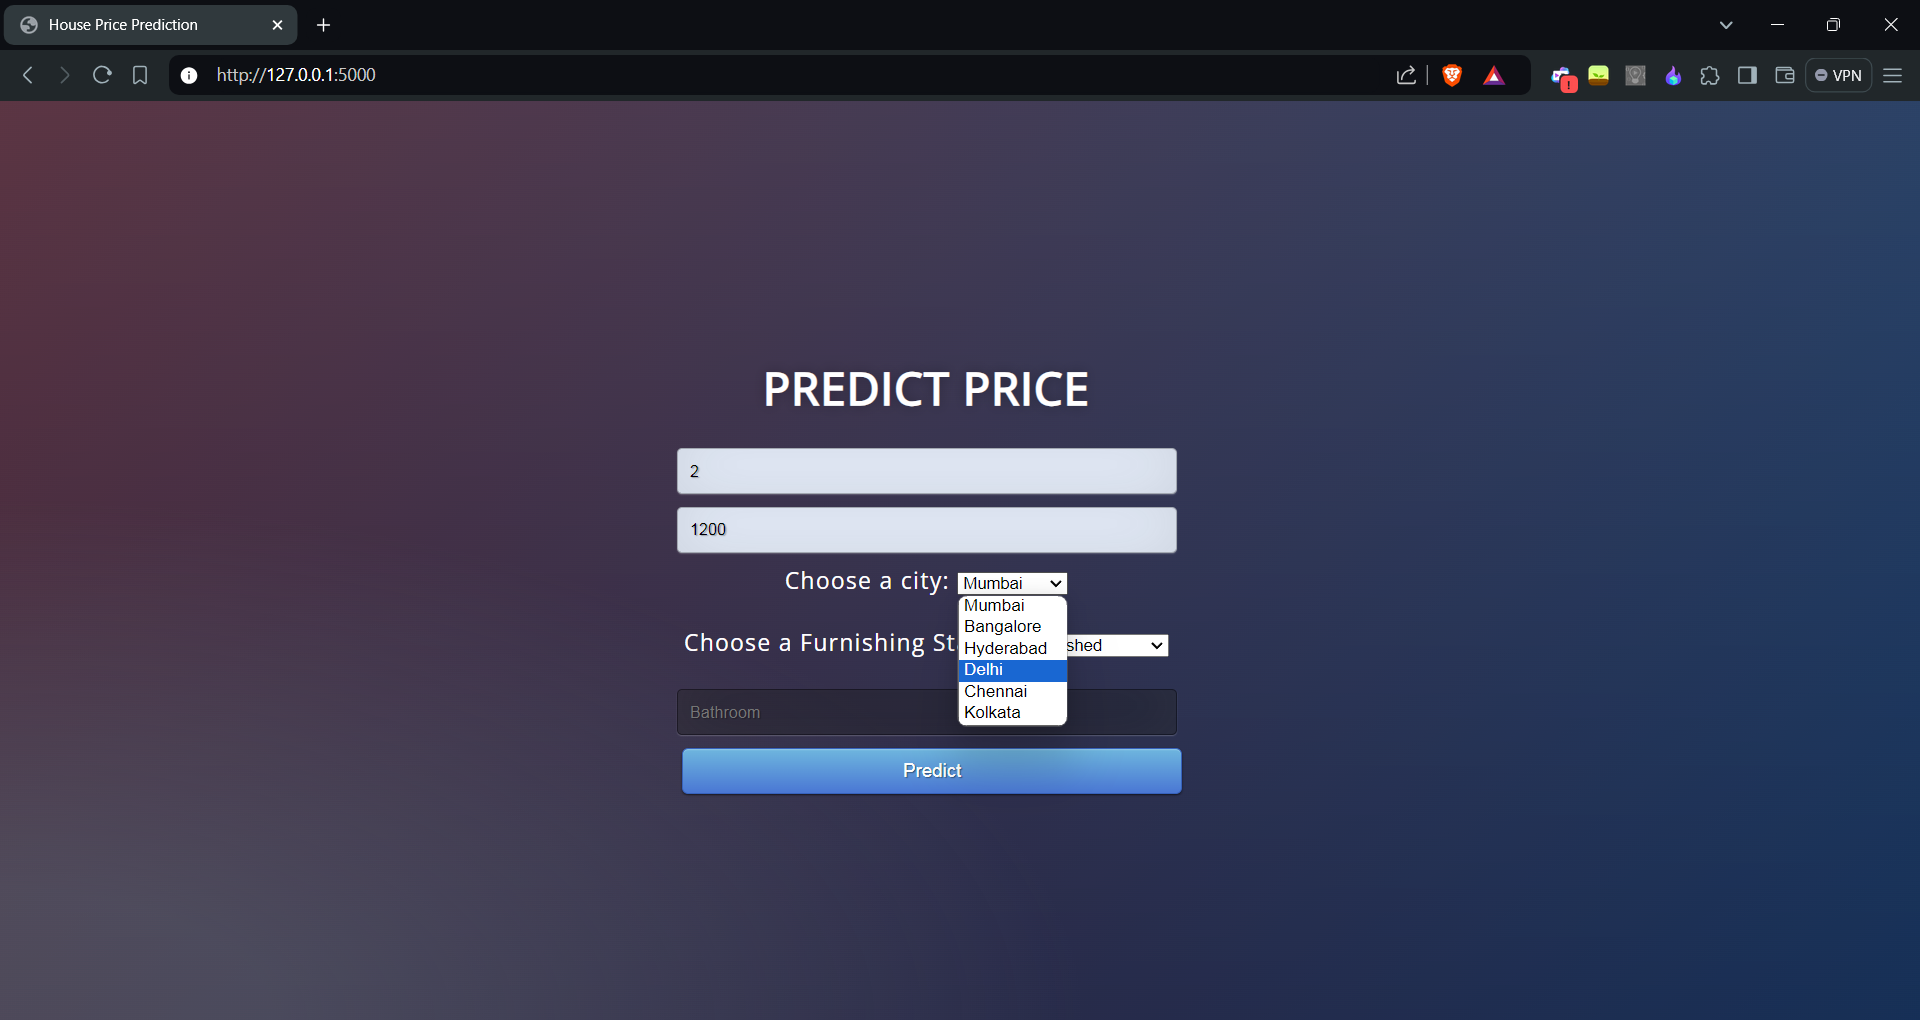 House Price Prediction
http://127.0.0.1:5000
VPN
PREDICT PRICE
2
1200
Choose a city: Mumbai
Mumbai
Bangalore
Hyderabad
Delhi
Chennai
Kolkata
Choose a Furnishing St shed
Bathroom
Predict